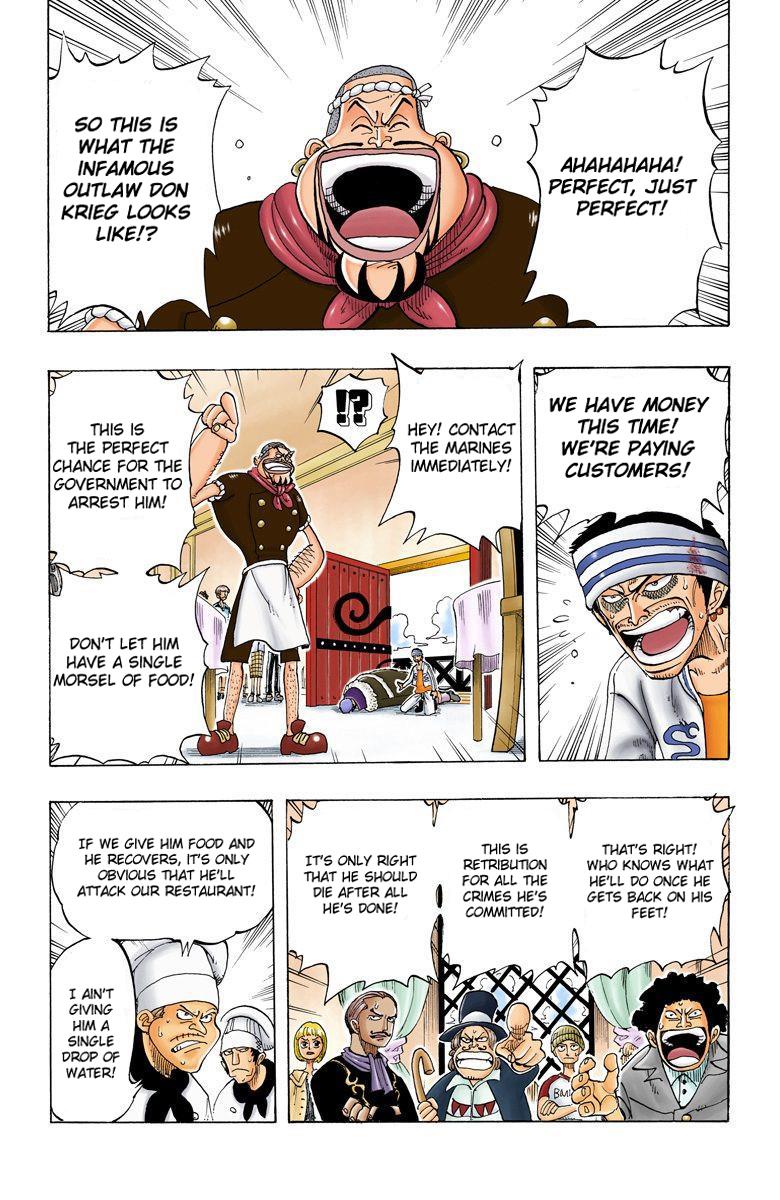 AHAHAHAHA!
PERFECT, JUST
PERFECT!
SO THIS IS
WHAT THE
INFAMOUS
OUTLAW DON
KRIEG LOOKS
LIKE!?
WE HAVE MONEY
THIS TIME!
WE'RE PAYING
CUSTOMERS!
HEY! CONTACT
THE MARINES
IMMEDIATELY!
!?
THIS IS
THE PERFECT
CHANCE FOR THE
GOVERNMENT TO
ARREST HIM!
DON'T LET HIM
HAVE A SINGLE
MORSEL OF FOOD!
THAT'S RIGHT!
WHO KNOWS WHAT
HE'LL DO ONCE HE
GETS BACK ON HIS
FEET!
THIS IS
RETRIBUTION
FOR ALL THE
CRIMES HE'S
COMMITTED!
IT'S ONLY RIGHT
THAT HE SHOULD
DIE AFTER ALL
HE'S DONE!
IF WE GIVE HIM FOOD AND
HE RECOVERS, IT'S ONLY
OBVIOUS THAT HE'LL
ATTACK OUR RESTAURANT!
I AIN'T
GIVING
HIM A
SINGLE
DROP OF
WATER!